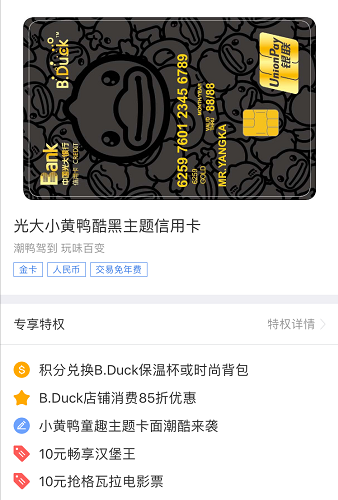 B.Duck™
UnionPay
银联
Bank
中国光大银行
信用卡 CREDIT
6259 7601 2345 6789
6259
GOLD
MONTH/YEAR
VALID THRU
88/88
MR.YANGKA
光大小黄鸭酷黑主题信用卡
潮鸭驾到 玩味百变
金卡 人民币 交易免年费
专享特权 特权详情
积分兑换B.Duck保温杯或时尚背包
B.Duck店铺消费85折优惠
小黄鸭童趣主题卡面潮酷来袭
10元畅享汉堡王
10元抢格瓦拉电影票